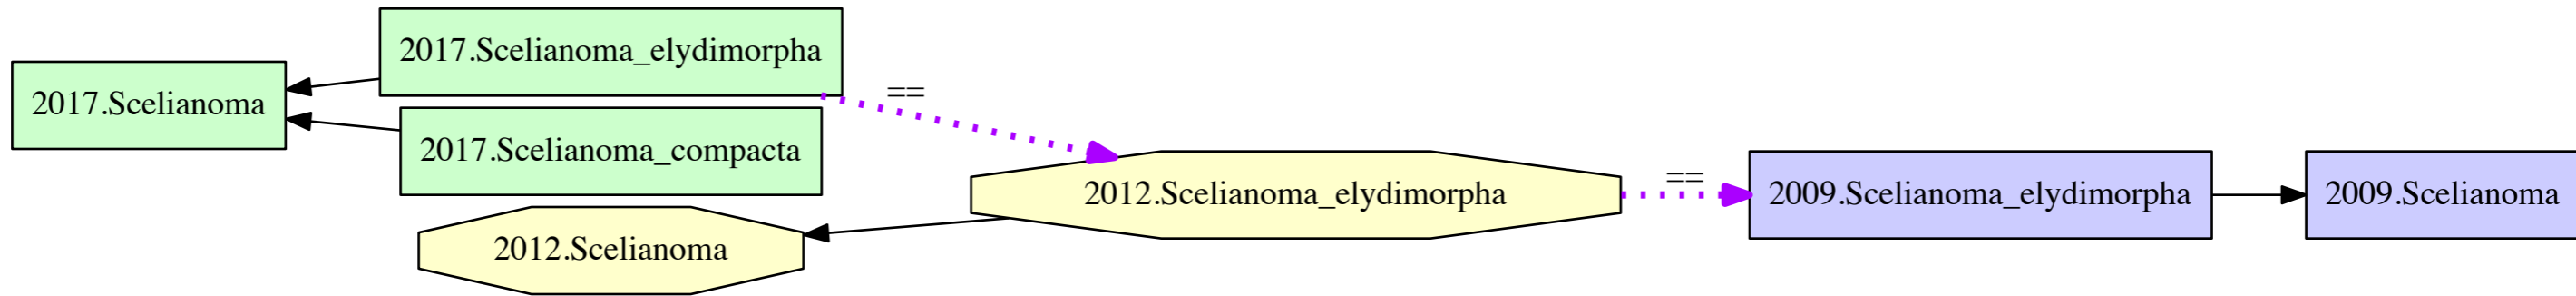 2017.Scelianoma_elydimorpha
2017.Scelianoma
==
2017.Scelianoma_compacta
2012.Scelianoma_elydimorpha
==
2009.Scelianoma_elydimorpha
2009.Scelianoma
2012.Scelianoma